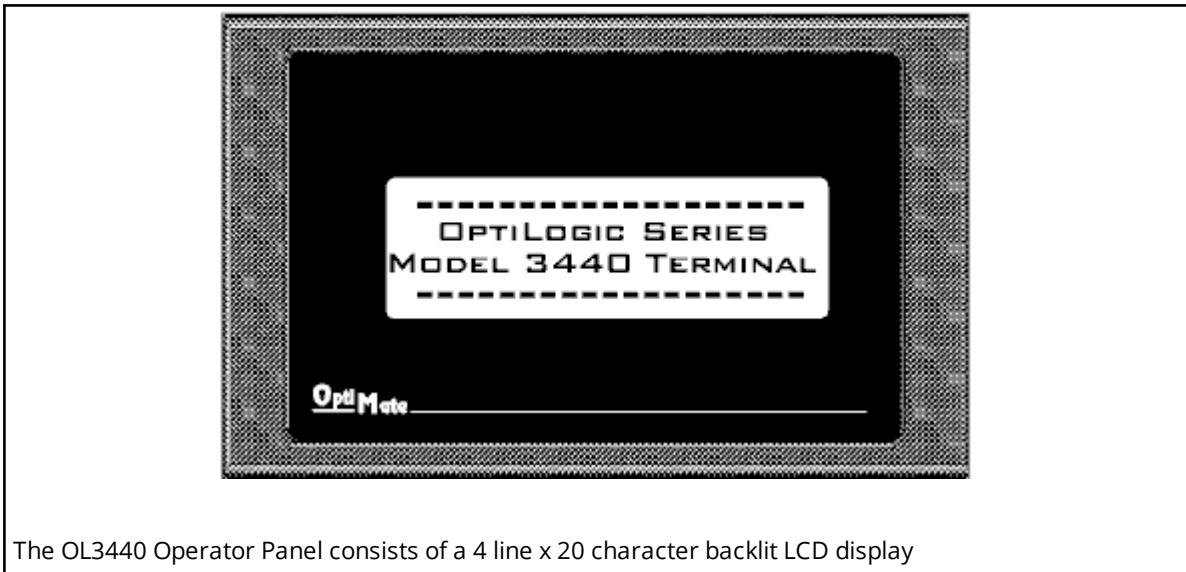 --------------------
OptiLogic Series
Model 3440 Terminal
--------------------
OptiMate
The OL3440 Operator Panel consists of a 4 line x 20 character backlit LCD display